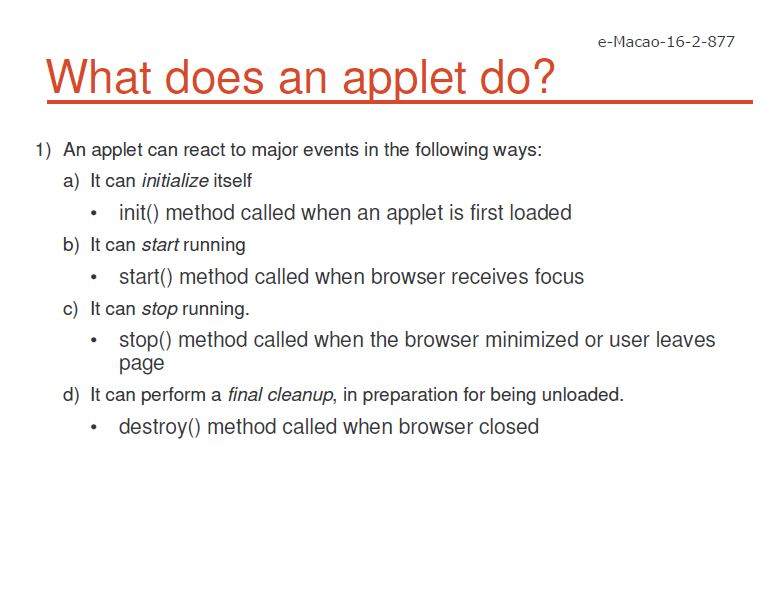 e-Macao-16-2-877
What does an applet do?
1) An applet can react to major events in the following ways:
a) It can initialize itself
• init() method called when an applet is first loaded
b) It can start running
• start() method called when browser receives focus
c) It can stop running.
• stop() method called when the browser minimized or user leaves
page
d) It can perform a final cleanup, in preparation for being unloaded.
• destroy() method called when browser closed